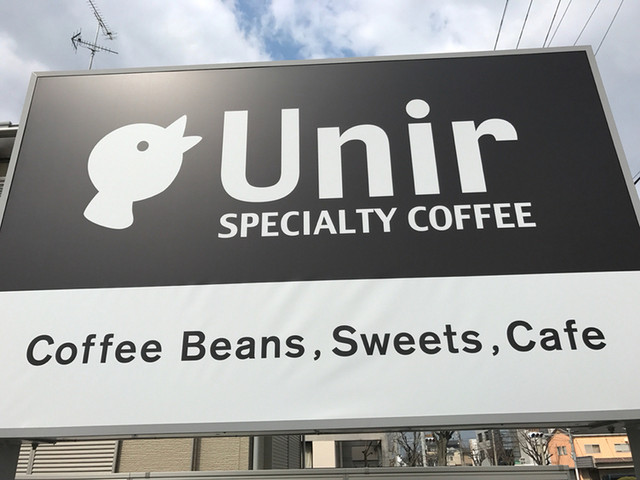 Unir
SPECIALTY COFFEE
Coffee Beans, Sweets, Cafe